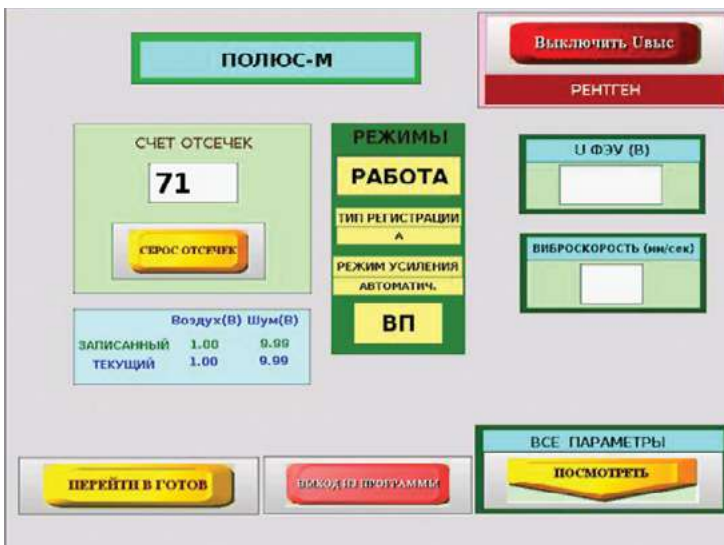 ПОЛЮС-М
Выключить Uвыс
РЕНТГЕН
СЧЕТ ОТСЕЧЕК
71
СБРОС ОТСЕЧЕК
Воздух(В) Шум(В)
ЗАПИСАННЫЙ 1.00 9.99
ТЕКУЩИЙ 1.00 9.99
РЕЖИМЫ
РАБОТА
ТИП РЕГИСТРАЦИИ
А
РЕЖИМ УСИЛЕНИЯ
АВТОМАТИЧ.
ВП
U ФЭУ (В)
ВИБРОСКОРОСТЬ (мм/сек)
ПЕРЕЙТИ В ГОТОВ
ВЫХОД ИЗ ПРОГРАММЫ
ВСЕ ПАРАМЕТРЫ
ПОСМОТРЕТЬ